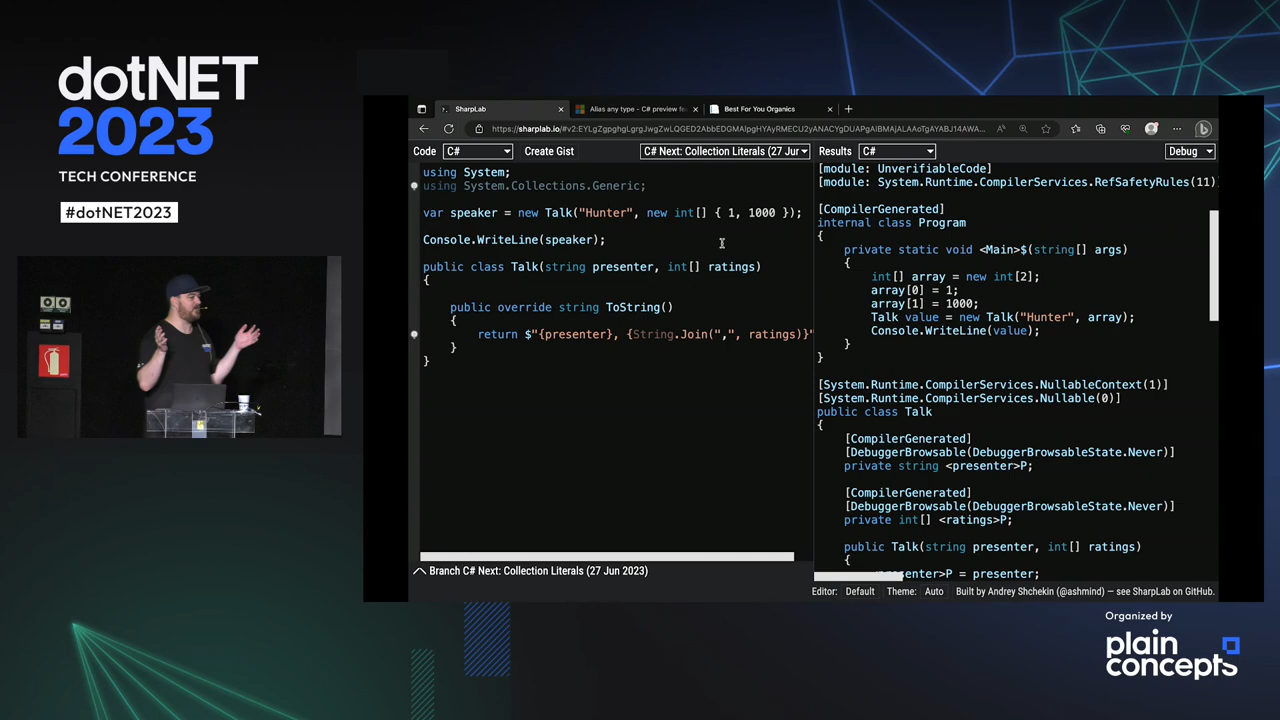 dotNET
2023
TECH CONFERENCE
#dotNET2023
SharpLab
Alias any type - C# preview fe
Best For You Organics
Code
C#
Create Gist
C# Next: Collection Literals (27 Jun
Results
C#
Debug
using System;
using System.Collections.Generic;
var speaker = new Talk("Hunter", new int[] { 1, 1000 });
Console.WriteLine(speaker);
public class Talk(string presenter, int[] ratings)
{
public override string ToString()
{
return $"{presenter}, {String.Join(",", ratings)}"
}
}
Branch C# Next: Collection Literals (27 Jun 2023)
[module: UnverifiableCode]
[module: System.Runtime.CompilerServices.RefSafetyRules(11)
[CompilerGenerated]
internal class Program
{
private static void <Main>$(string[] args)
{
int[] array = new int[2];
array[0] = 1;
array[1] = 1000;
Talk value = new Talk("Hunter", array);
Console.WriteLine(value);
}
}
[System.Runtime.CompilerServices.NullableContext(1)]
[System.Runtime.CompilerServices.Nullable(0)]
public class Talk
{
[CompilerGenerated]
[DebuggerBrowsable(DebuggerBrowsableState.Never)]
private string <presenter>P;
[CompilerGenerated]
[DebuggerBrowsable(DebuggerBrowsableState.Never)]
private int[] <ratings>P;
public Talk(string presenter, int[] ratings)
{
<presenter>P = presenter;
Editor: Default Theme: Auto Built by Andrey Shchekin (@ashmind) — see SharpLab on GitHub.
Organized by
plain
concepts